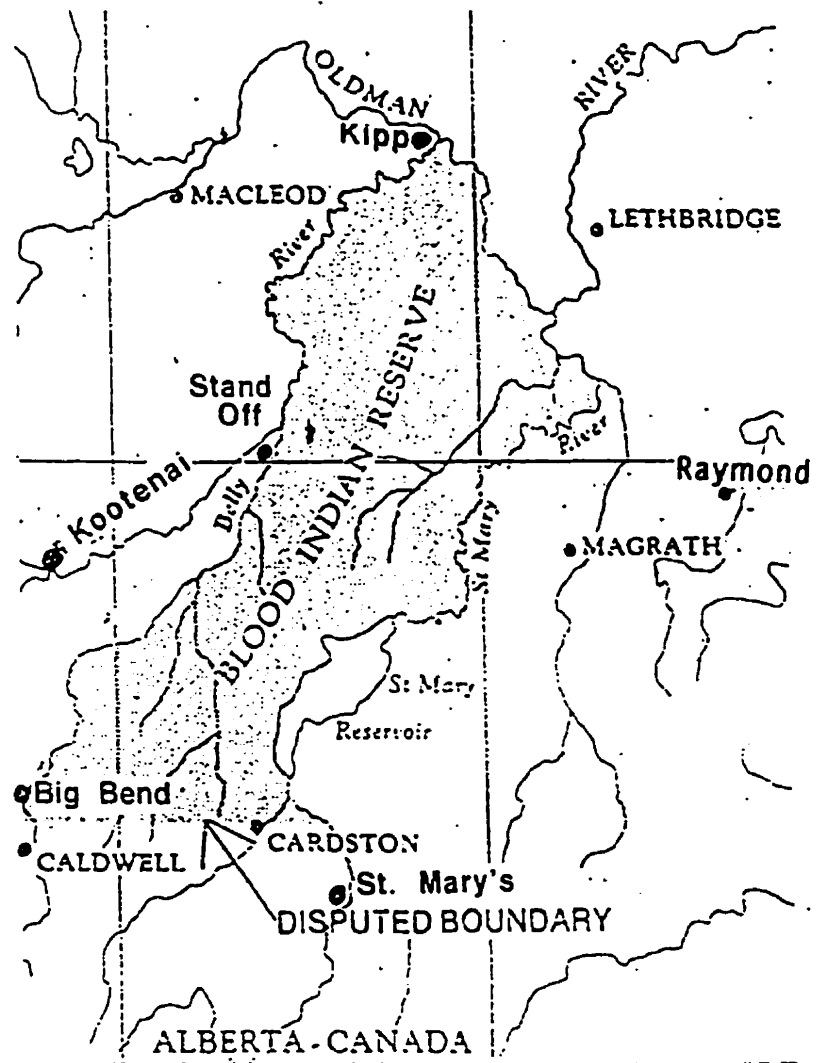 OLDMAN
RIVER
Kipp
MACLEOD
LETHBRIDGE
River
BLOOD INDIAN RESERVE
Stand
Off
River
Kootenai
Belly
Raymond
St Mary
MAGRATH
St Mary
Reservoir
Big Bend
CARDSTON
CALDWELL
St. Mary's
DISPUTED BOUNDARY
ALBERTA-CANADA